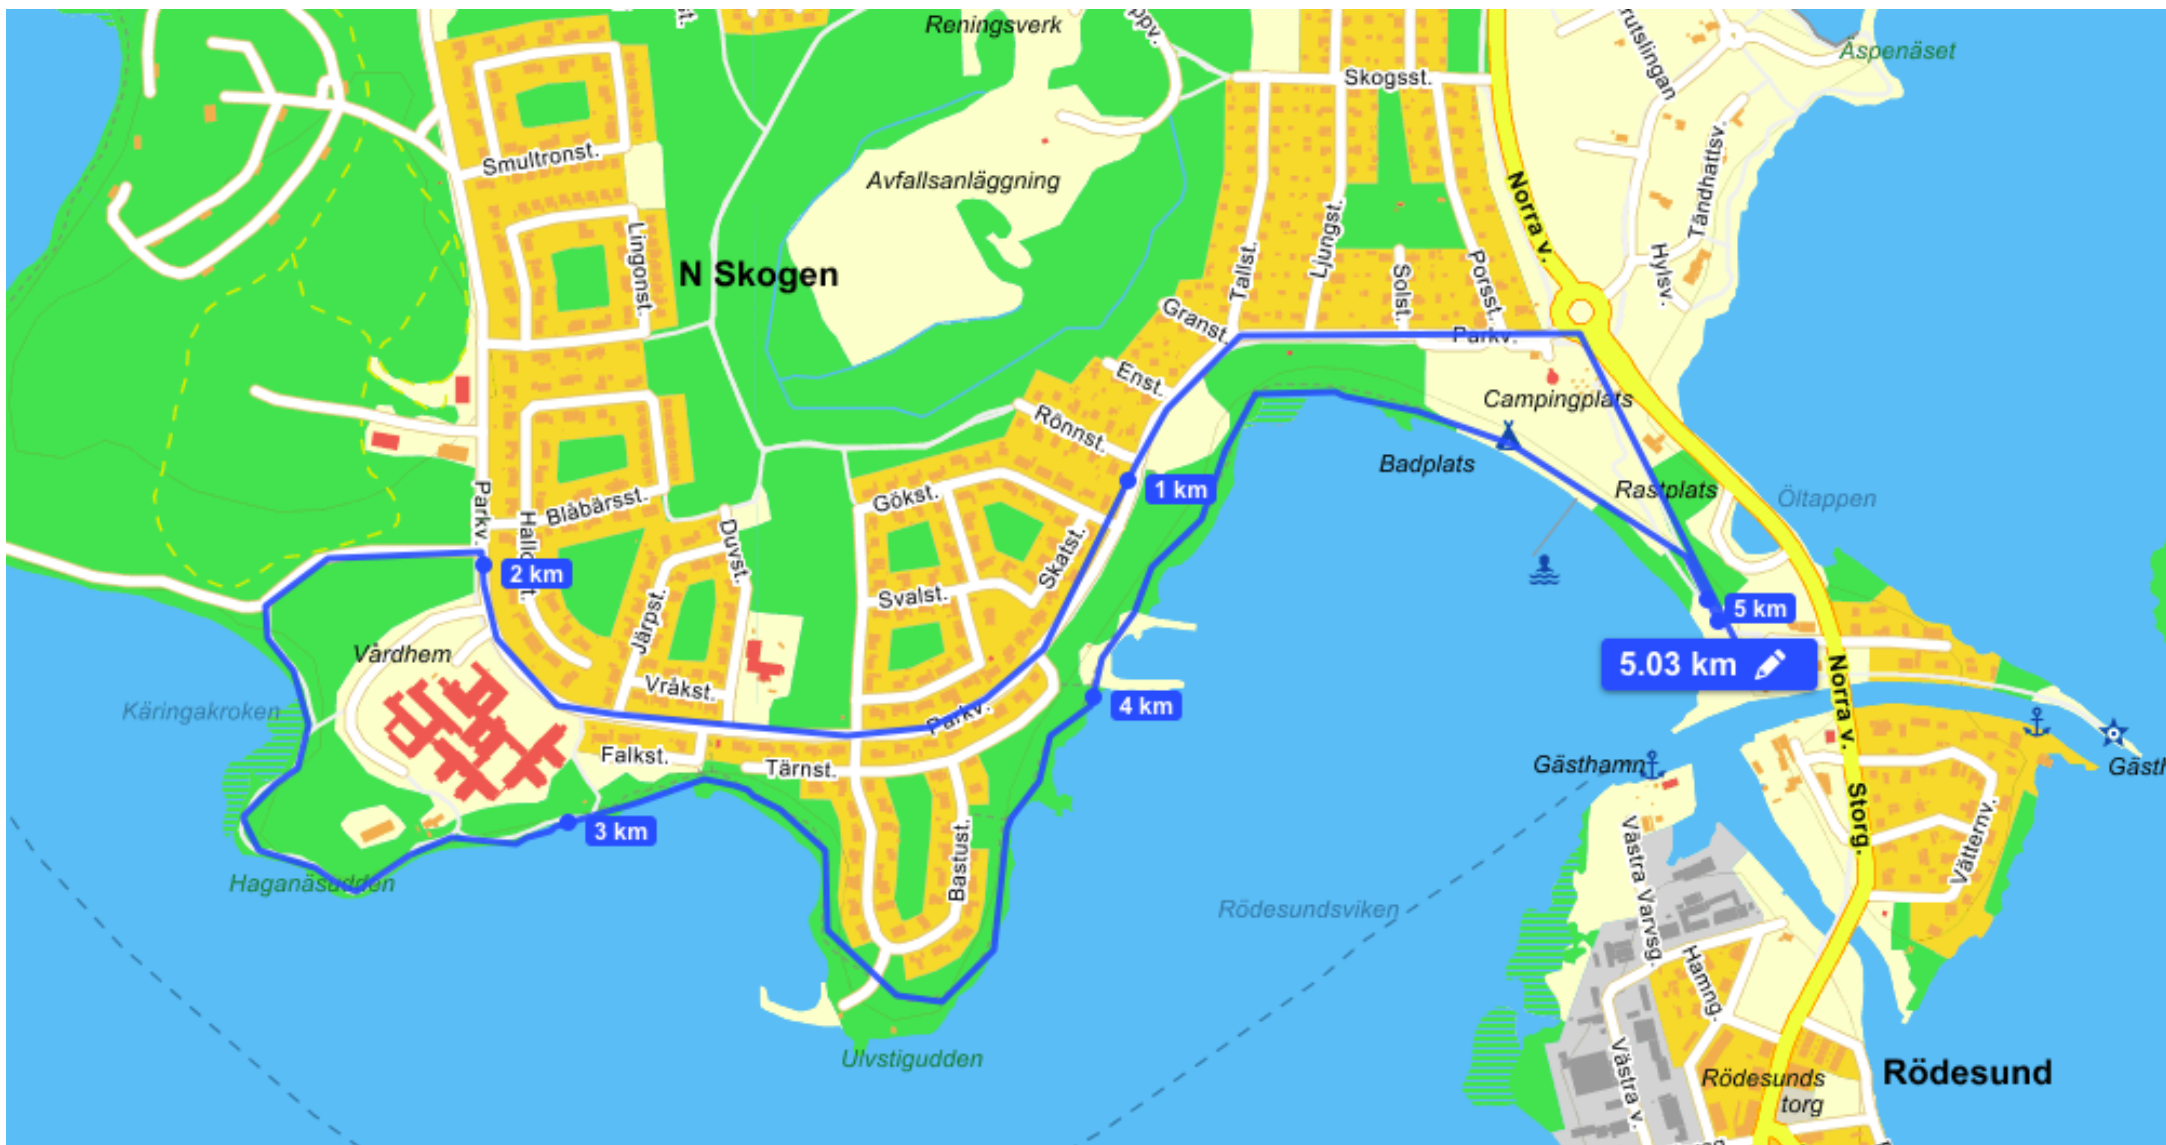 Reningsverk
Äspenäset
Skogsst.
Smultronst.
Avfallsanläggning
Tändhattsv.
Norra v.
Lingonst.
N Skogen
Tallst.
Ljungst.
Solst.
Porsst.
Hylsv.
Granst.
Parkv.
Enst.
Campingplats
Rönnst.
Badplats
1 km
Rastplats
Öltappen
Gökst.
Parkv.
Blåbärsst.
Duvst.
Skatst.
2 km
Svalst.
Järpst.
5 km
Vårdhem
5.03 km
Vråkst.
Käringakroken
Parkv.
4 km
Norra v.
Falkst.
Tärnst.
Gästhamn
3 km
Storg.
Bastust.
Västra Varvsg.
Vätternv.
Haganäsudden
Rödesundsviken
Hamng.
Ulvstigudden
Västra v.
Rödesund
Rödesunds
torg